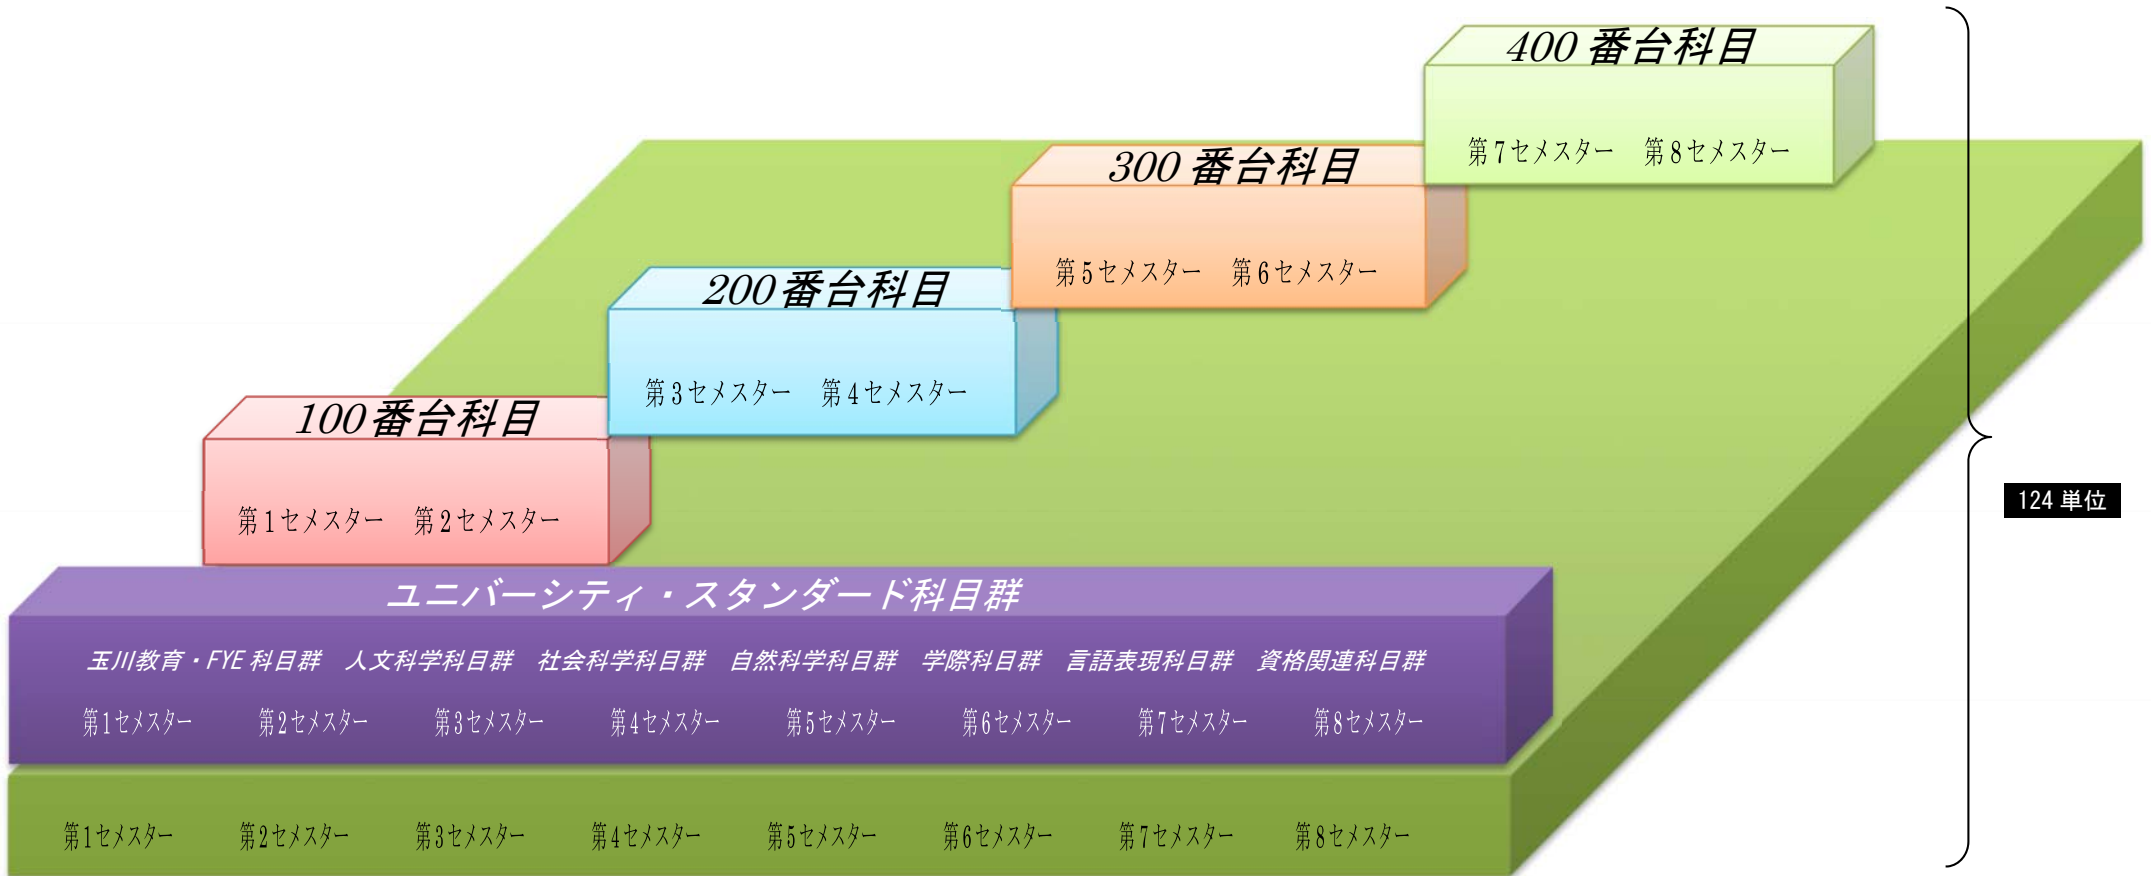 400 番台科目
第7セメスター　第8セメスター
300 番台科目
第5セメスター　第6セメスター
200番台科目
第3セメスター　第4セメスター
100番台科目
第1セメスター　第2セメスター
124 単位
ユニバーシティ・スタンダード科目群
玉川教育・FYE 科目群　人文科学科目群　社会科学科目群　自然科学科目群　学際科目群　言語表現科目群　資格関連科目群
第1セメスター　第2セメスター　第3セメスター　第4セメスター　第5セメスター　第6セメスター　第7セメスター　第8セメスター
第1セメスター　第2セメスター　第3セメスター　第4セメスター　第5セメスター　第6セメスター　第7セメスター　第8セメスター